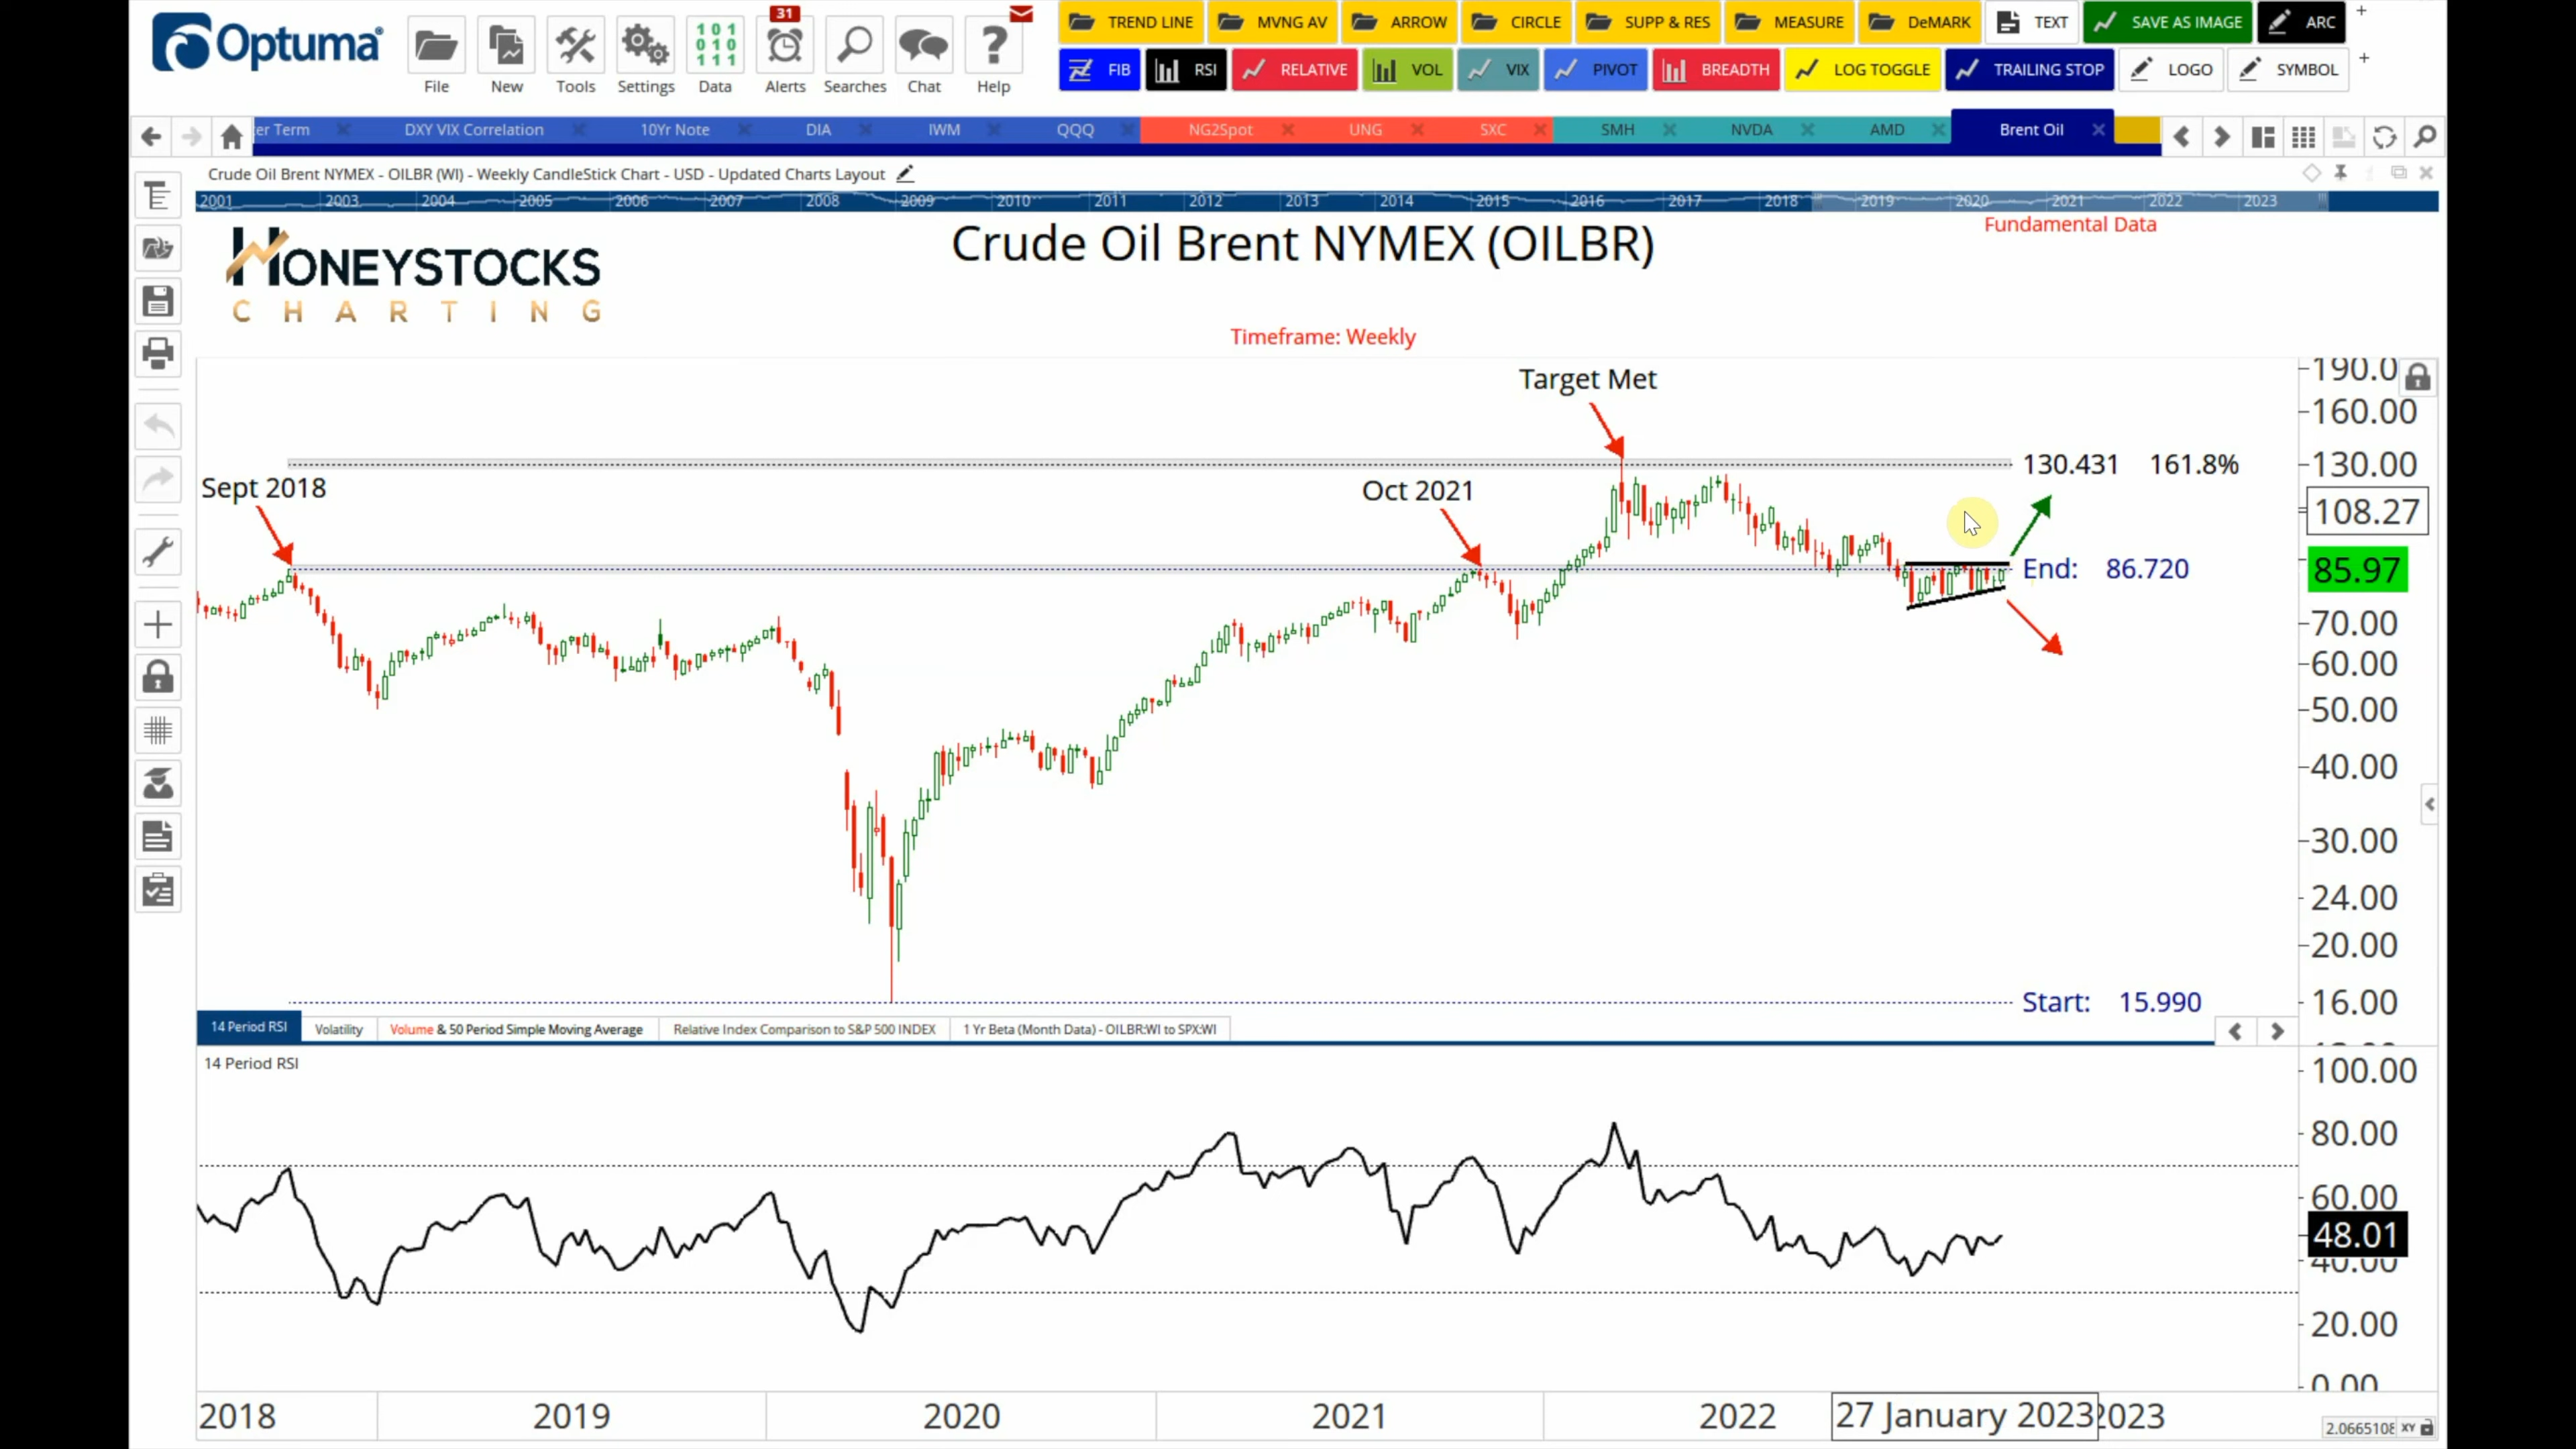 Optuma
31
File
New
Tools
Settings
101
010
111
Data
Alerts
Searches
Chat
?
Help
TREND LINE
MVNG AV
ARROW
CIRCLE
SUPP & RES
MEASURE
DeMARK
TEXT
SAVE AS IMAGE
ARC
FIB
RSI
RELATIVE
VOL
VIX
PIVOT
BREADTH
LOG TOGGLE
TRAILING STOP
LOGO
SYMBOL
er Term
DXY VIX Correlation
10Yr Note
DIA
IWM
QQQ
NG2Spot
UNG
SXC
SMH
NVDA
AMD
Brent Oil
Crude Oil Brent NYMEX - OILBR (WI) - Weekly CandleStick Chart - USD - Updated Charts Layout
2001 2003 2004 2005 2006 2007 2008 2009 2010 2011 2012 2013 2014 2015 2016 2017 2018 2019 2020 2021 2022 2023
Fundamental Data
HONEYSTOCKS
CHARTING
Crude Oil Brent NYMEX (OILBR)
Timeframe: Weekly
Target Met
Sept 2018
Oct 2021
130.431 161.8%
End: 86.720
Start: 15.990
190.0
160.00
130.00
108.27
85.97
70.00
60.00
50.00
40.00
30.00
24.00
20.00
16.00
14 Period RSI
Volatility
Volume & 50 Period Simple Moving Average
Relative Index Comparison to S&P 500 INDEX
1 Yr Beta (Month Data) - OILBR:WI to SPX:WI
14 Period RSI
100.00
80.00
60.00
48.01
40.00
20.00
0.00
2018
2019
2020
2021
2022
27 January 2023
2023
2.0665108 XY